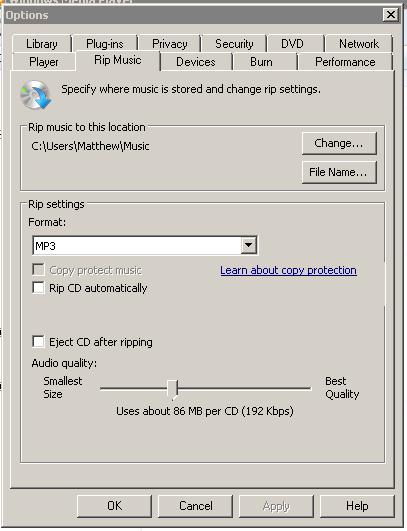 Windows Media Player
Options
Library Plug-ins Privacy Security DVD Network
Player Rip Music Devices Burn Performance
Specify where music is stored and change rip settings.
Rip music to this location
C:\Users\Matthew\Music
Change...
File Name...
Rip settings
Format:
MP3
Copy protect music Learn about copy protection
Rip CD automatically
Eject CD after ripping
Audio quality:
Smallest Best
Size Quality
Uses about 86 MB per CD (192 Kbps)
OK Cancel Apply Help